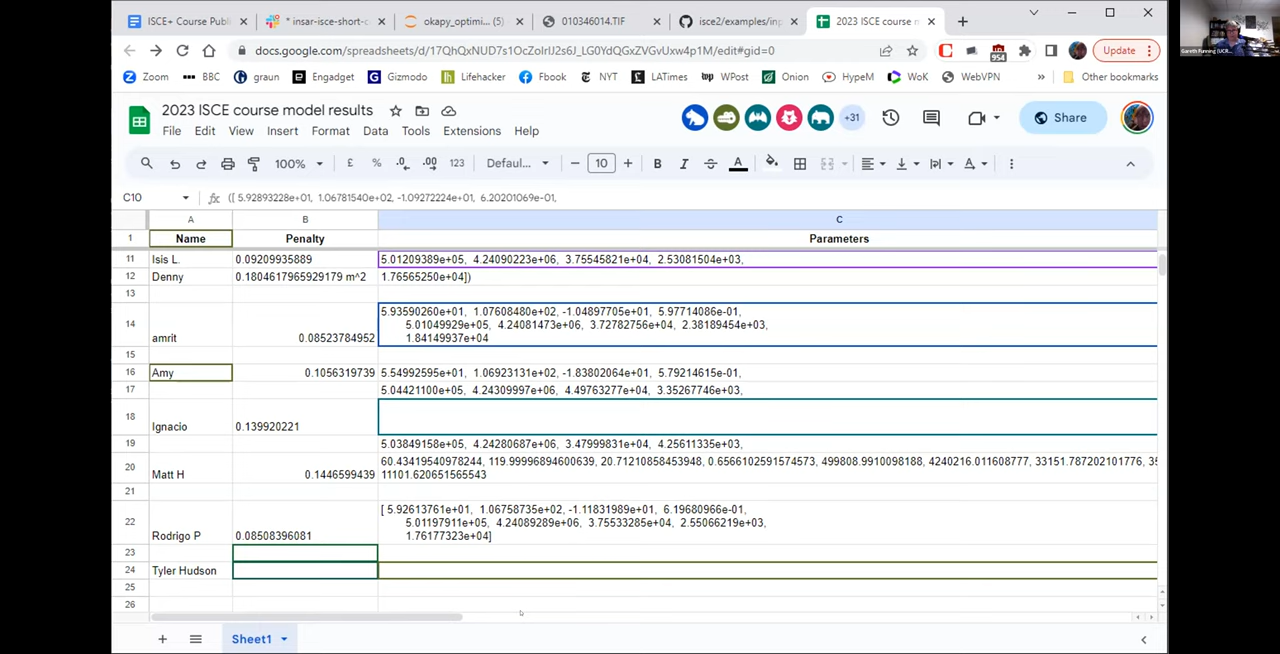 ISCE+ Course Publ
* insar-isce-short-c
okapy_optimi... (5)
010346014.TIF
isce2/examples/inp
2023 ISCE course m
docs.google.com/spreadsheets/d/17QhQxNUD7s1OcZoIrIJ2s6J_LG0YdQGxZVGvUxw4p1M/edit#gid=0
954
Update
Zoom
BBC
graun
Engadget
Gizmodo
Lifehacker
Fbook
NYT
LATimes
WPost
Onion
HypeM
WoK
WebVPN
»
Other bookmarks
Gareth Funning (UCR
2023 ISCE course model results
File Edit View Insert Format Data Tools Extensions Help
+31
Share
100% £ % .0 .00 123 Defaul... − 10 + B I A
C10
fx ([ 5.92893228e+01, 1.06781540e+02, -1.09272224e+01, 6.20201069e-01,
A B C
1 Name Penalty Parameters
11 Isis L. 0.09209935889 5.01209389e+05, 4.24090223e+06, 3.75545821e+04, 2.53081504e+03,
12 Denny 0.1804617965929179 m^2 1.76565250e+04])
13
5.93590260e+01, 1.07608480e+02, -1.04897705e+01, 5.97714086e-01,
5.01049929e+05, 4.24081473e+06, 3.72782756e+04, 2.38189454e+03,
14 amrit 0.08523784952 1.84149937e+04
15
16 Amy 0.1056319739 5.54992595e+01, 1.06923131e+02, -1.83802064e+01, 5.79214615e-01,
17 5.04421100e+05, 4.24309997e+06, 4.49763277e+04, 3.35267746e+03,
18 Ignacio 0.139920221
19 5.03849158e+05, 4.24280687e+06, 3.47999831e+04, 4.25611335e+03,
60.43419540978244, 119.99996894600639, 20.71210858453948, 0.6566102591574573, 499808.9910098188, 4240216.011608777, 33151.787202101776, 35
20 Matt H 0.1446599439 11101.620651565543
21
[ 5.92613761e+01, 1.06758735e+02, -1.11831989e+01, 6.19680966e-01,
5.01197911e+05, 4.24089289e+06, 3.75533285e+04, 2.55066219e+03,
22 Rodrigo P 0.08508396081 1.76177323e+04]
23
24 Tyler Hudson
25
26
Sheet1